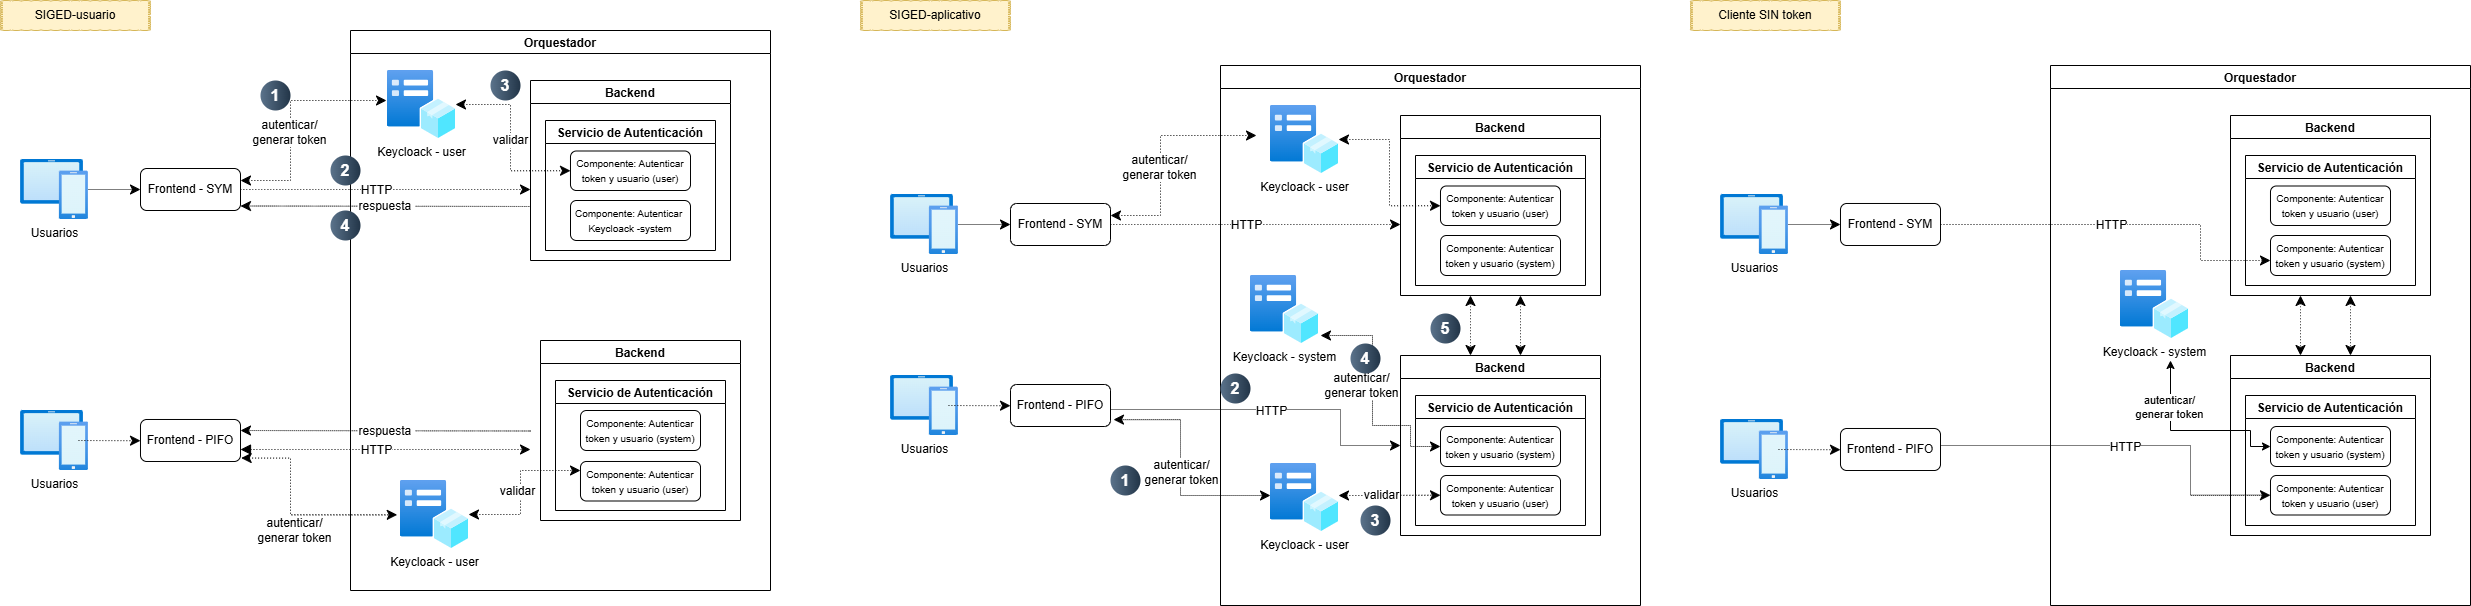 SIGED-usuario
Orquestador
1
autenticar/
generar token
Keycloack - user
3
validar
Backend
Servicio de Autenticación
Componente: Autenticar
token y usuario (user)
Componente: Autenticar
Keycloack -system
Usuarios
Frontend - SYM
2
HTTP
respuesta
4
Backend
Servicio de Autenticación
Componente: Autenticar
token y usuario (system)
Componente: Autenticar
token y usuario (user)
Usuarios
Frontend - PIFO
respuesta
HTTP
validar
autenticar/
generar token
Keycloack - user
SIGED-aplicativo
Orquestador
autenticar/
generar token
Keycloack - user
Backend
Servicio de Autenticación
Componente: Autenticar
token y usuario (user)
Componente: Autenticar
token y usuario (system)
Usuarios
Frontend - SYM
HTTP
Keycloack - system
5
4
autenticar/
generar token
Backend
Servicio de Autenticación
Componente: Autenticar
token y usuario (system)
Componente: Autenticar
token y usuario (user)
Usuarios
Frontend - PIFO
2
HTTP
1
autenticar/
generar token
validar
3
Keycloack - user
Cliente SIN token
Orquestador
Backend
Servicio de Autenticación
Componente: Autenticar
token y usuario (user)
Componente: Autenticar
token y usuario (system)
Usuarios
Frontend - SYM
HTTP
Keycloack - system
autenticar/
generar token
Backend
Servicio de Autenticación
Componente: Autenticar
token y usuario (system)
Componente: Autenticar
token y usuario (user)
Usuarios
Frontend - PIFO
HTTP